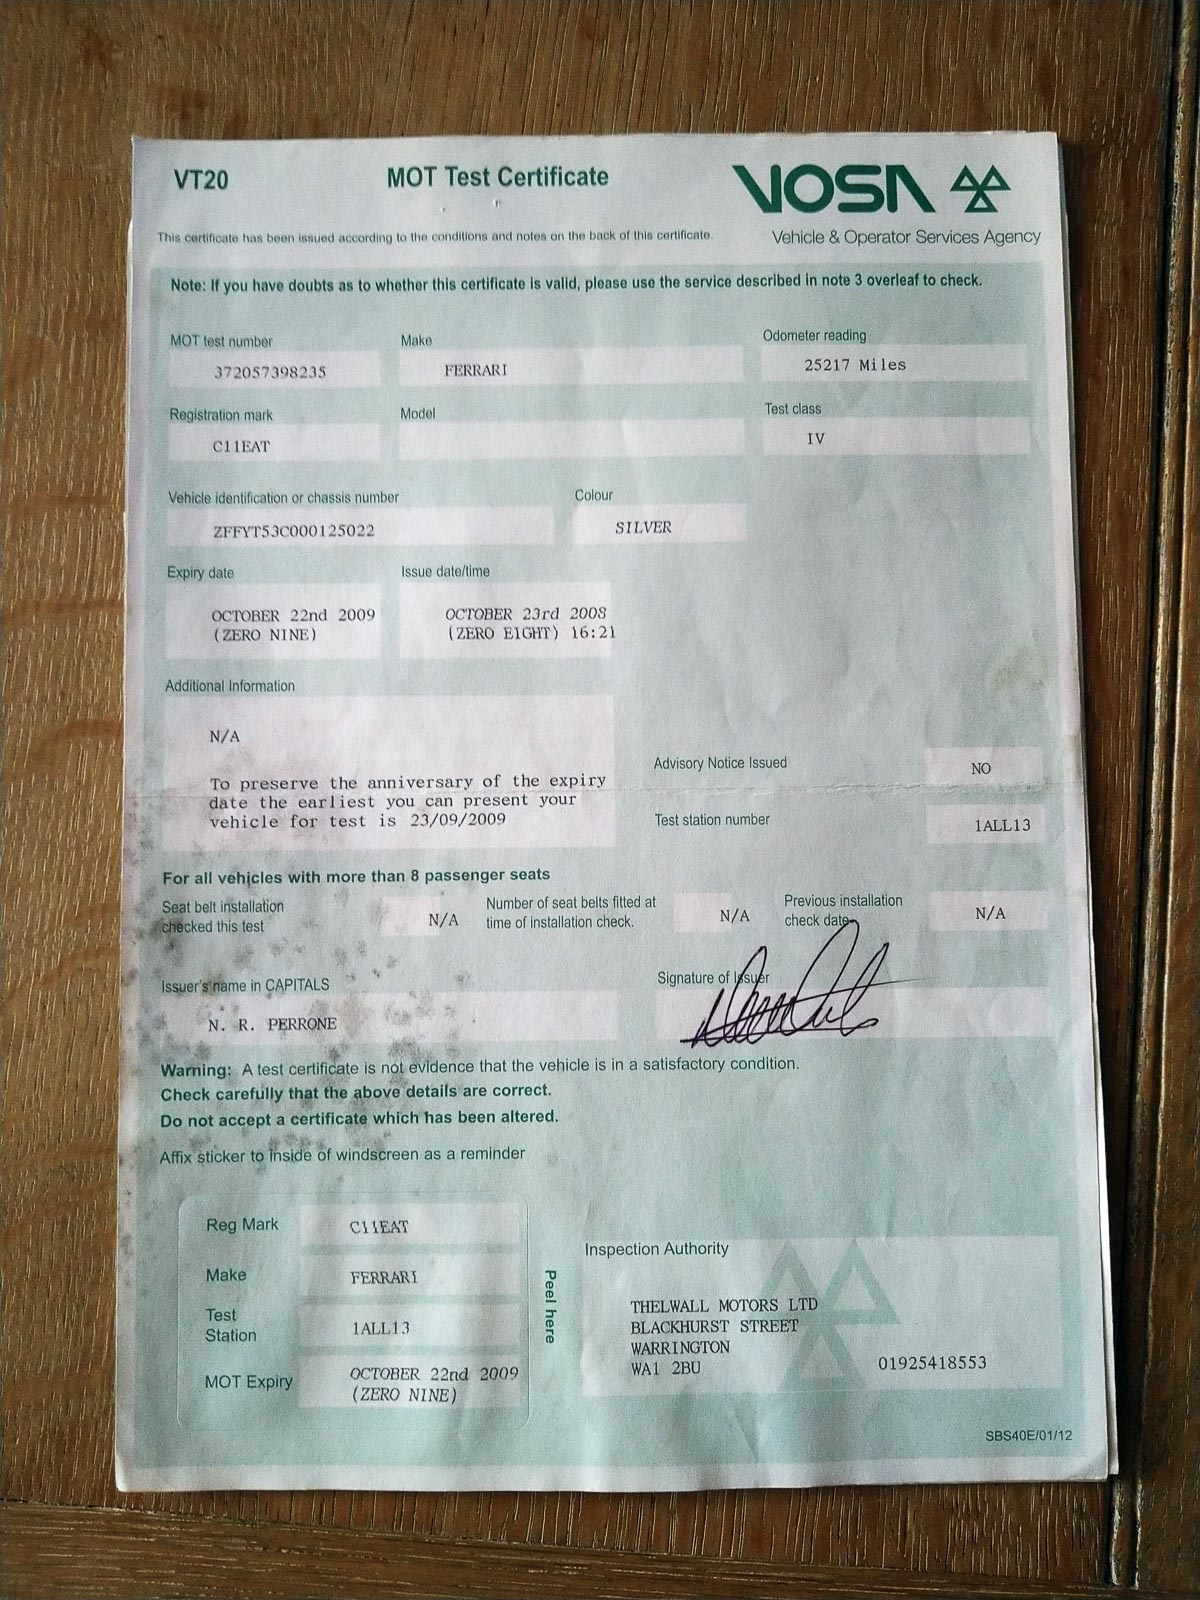 VT20
MOT Test Certificate
VOSA
Vehicle & Operator Services Agency
This certificate has been issued according to the conditions and notes on the back of this certificate.
Note: If you have doubts as to whether this certificate is valid, please use the service described in note 3 overleaf to check.
MOT test number
372057398235
Make
FERRARI
Odometer reading
25217 Miles
Registration mark
C11EAT
Model
Test class
IV
Vehicle identification or chassis number
ZFFYT53C000125022
Colour
SILVER
Expiry date
OCTOBER 22nd 2009
(ZERO NINE)
Issue date/time
OCTOBER 23rd 2008
(ZERO EIGHT) 16:21
Additional Information
N/A
To preserve the anniversary of the expiry
date the earliest you can present your
vehicle for test is 23/09/2009
Advisory Notice Issued
NO
Test station number
1ALL13
For all vehicles with more than 8 passenger seats
Seat belt installation
checked this test
N/A
Number of seat belts fitted at
time of installation check.
N/A
Previous installation
check date
N/A
Issuer's name in CAPITALS
N. R. PERRONE
Signature of Issuer
Warning: A test certificate is not evidence that the vehicle is in a satisfactory condition.
Check carefully that the above details are correct.
Do not accept a certificate which has been altered.
Affix sticker to inside of windscreen as a reminder
Reg Mark
C11EAT
Make
FERRARI
Test
Station
1ALL13
MOT Expiry
OCTOBER 22nd 2009
(ZERO NINE)
Peel here
Inspection Authority
THELWALL MOTORS LTD
BLACKHURST STREET
WARRINGTON
WA1 2BU
01925418553
SBS40E/01/12